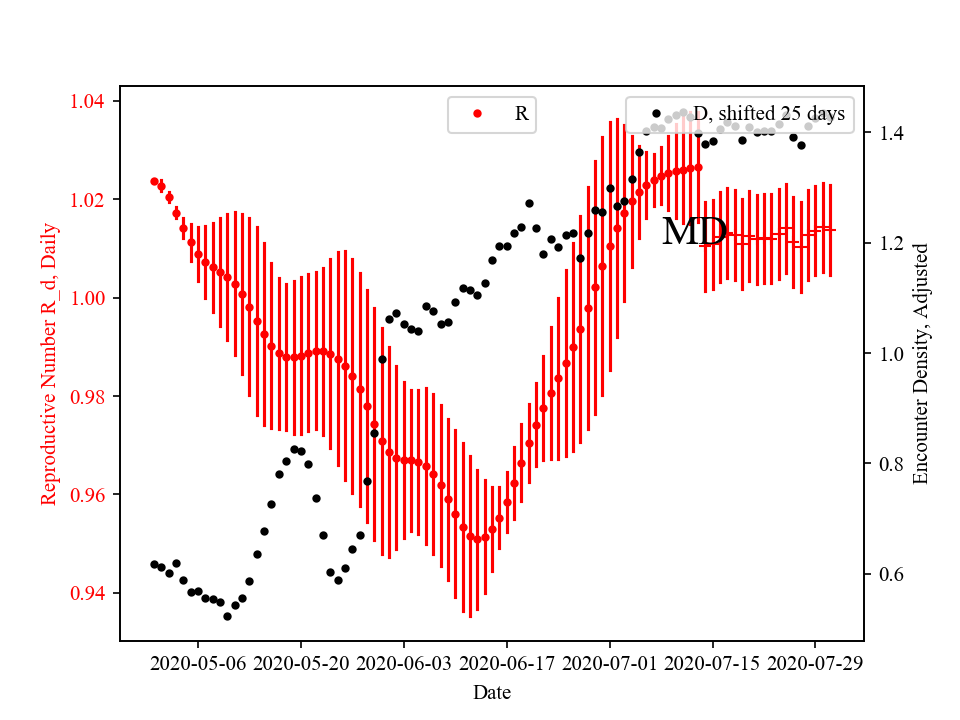 R
D, shifted 25 days
1.04
1.02
1.00
0.98
0.96
0.94
Reproductive Number R_d, Daily
MD
1.4
1.2
1.0
0.8
0.6
Encounter Density, Adjusted
2020-05-06 2020-05-20 2020-06-03 2020-06-17 2020-07-01 2020-07-15 2020-07-29
Date